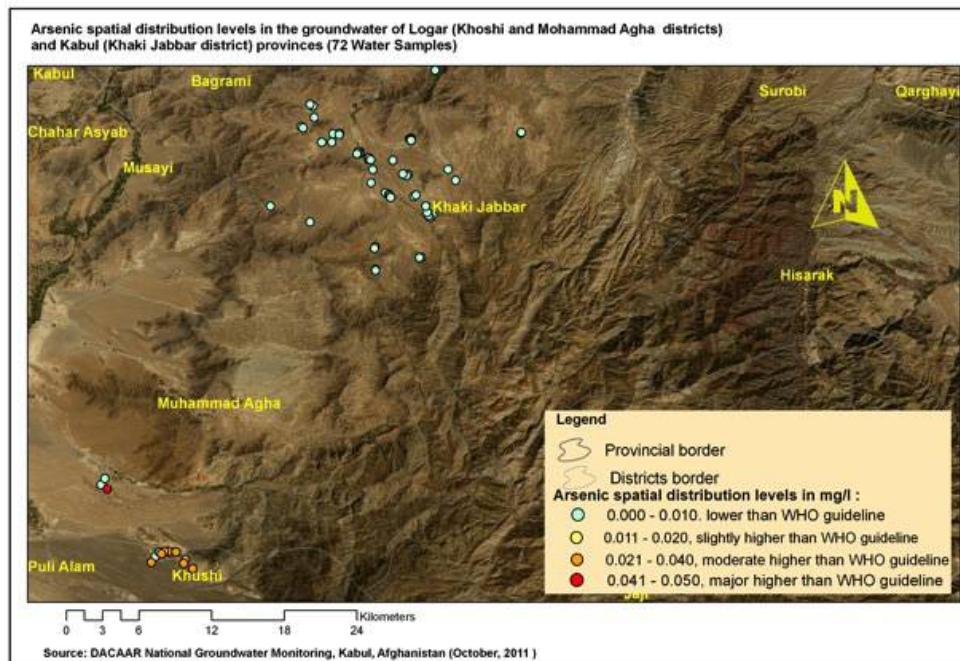 Arsenic spatial distribution levels in the groundwater of Logar (Khoshi and Mohammad Agha districts)
and Kabul (Khaki Jabbar district) provinces (72 Water Samples)
Kabul
Bagrami
Surobi
Qarghayi
Chahar Asyab
Musayi
N
Khaki Jabbar
Hisarak
Muhammad Agha
Legend
Provincial border
Districts border
Arsenic spatial distribution levels in mg/l :
0.000 - 0.010. lower than WHO guideline
0.011 - 0.020, slightly higher than WHO guideline
0.021 - 0.040, moderate higher than WHO guideline
0.041 - 0.050, major higher than WHO guideline
Puli Alam
Khushi
Jaji
Kilometers
0 3 6 12 18 24
Source: DACAAR National Groundwater Monitoring, Kabul, Afghanistan (October, 2011 )